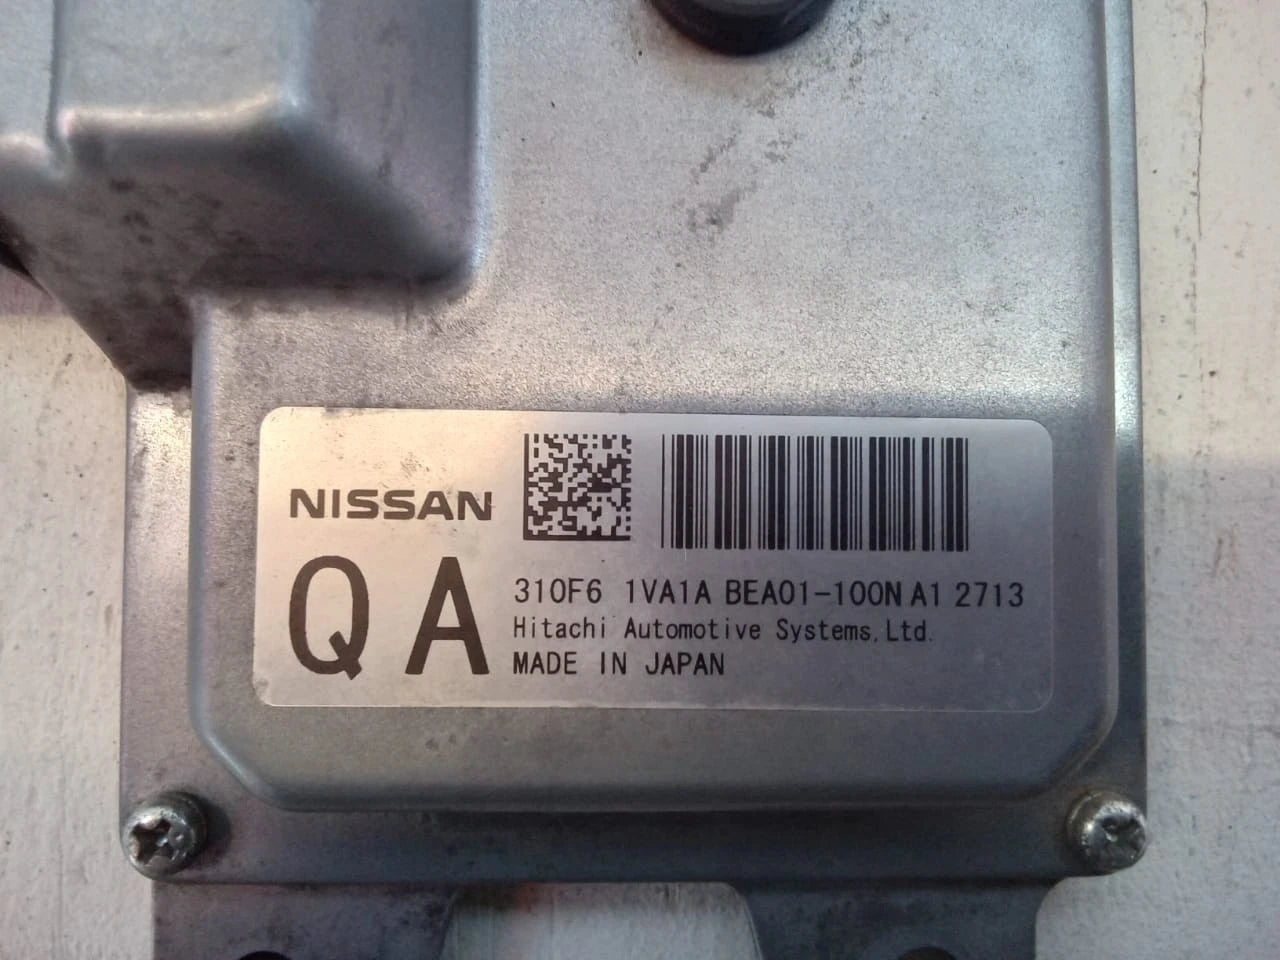 NISSAN
QA
310F6 1VA1A BEA01-100N A1 2713
Hitachi Automotive Systems,Ltd.
MADE IN JAPAN